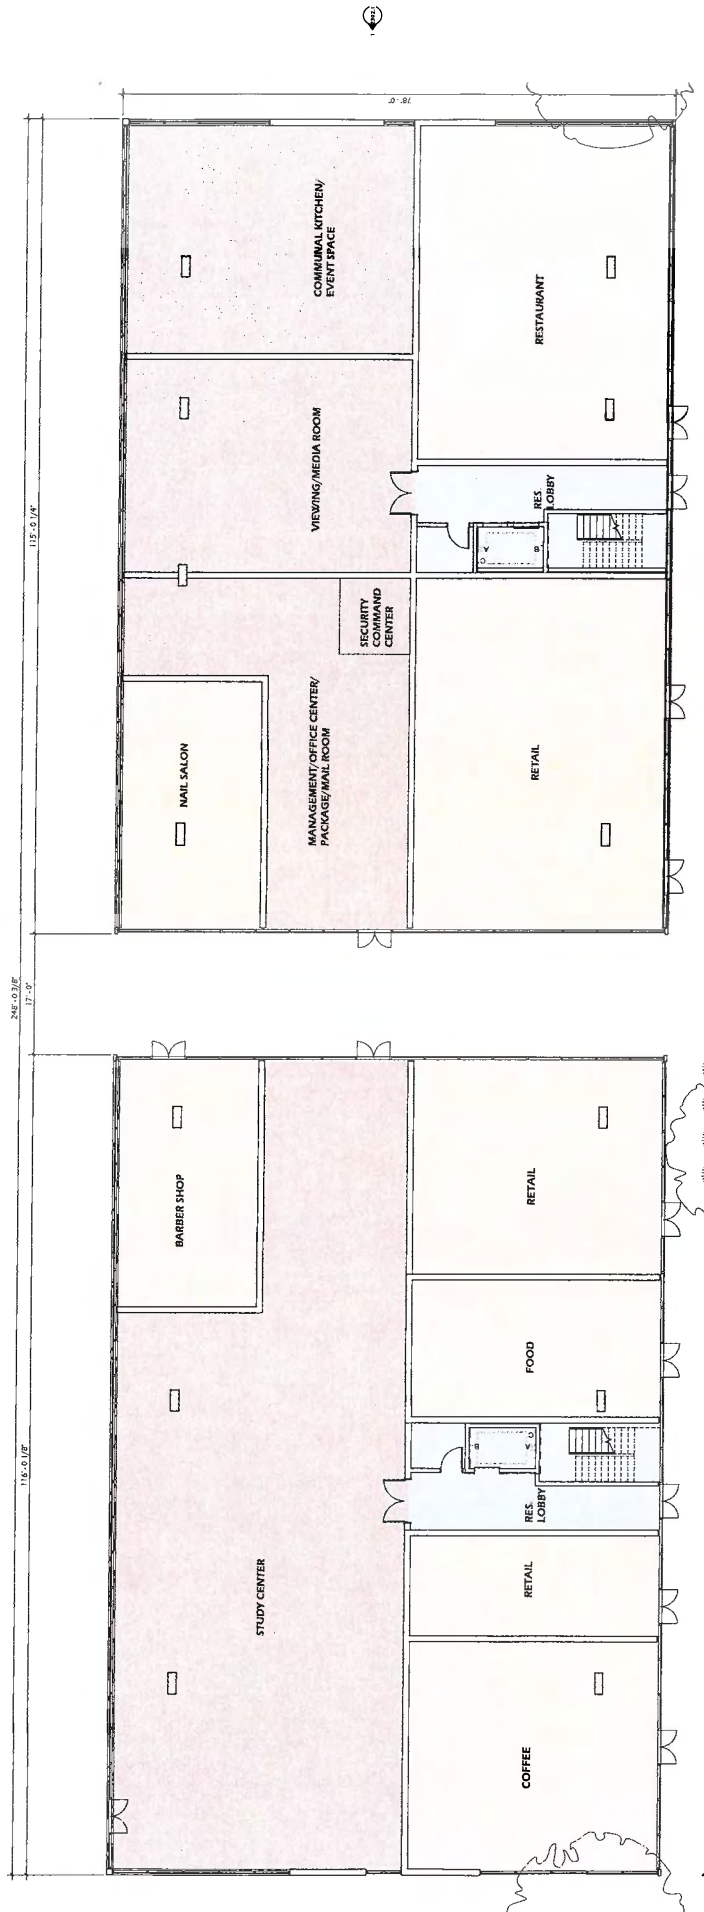 78'-0"
248'-0 3/8"
115'-0 1/4"
17'-0"
116'-0 1/8"
COMMUNAL KITCHEN/
EVENT SPACE
RESTAURANT
VIEWING/MEDIA ROOM
RES.
LOBBY
A
B
C
SECURITY
COMMAND
CENTER
MANAGEMENT/OFFICE CENTER/
PACKAGE/MAIL ROOM
NAIL SALON
RETAIL
BARBER SHOP
RETAIL
FOOD
B
A
C
RES.
LOBBY
STUDY CENTER
RETAIL
COFFEE